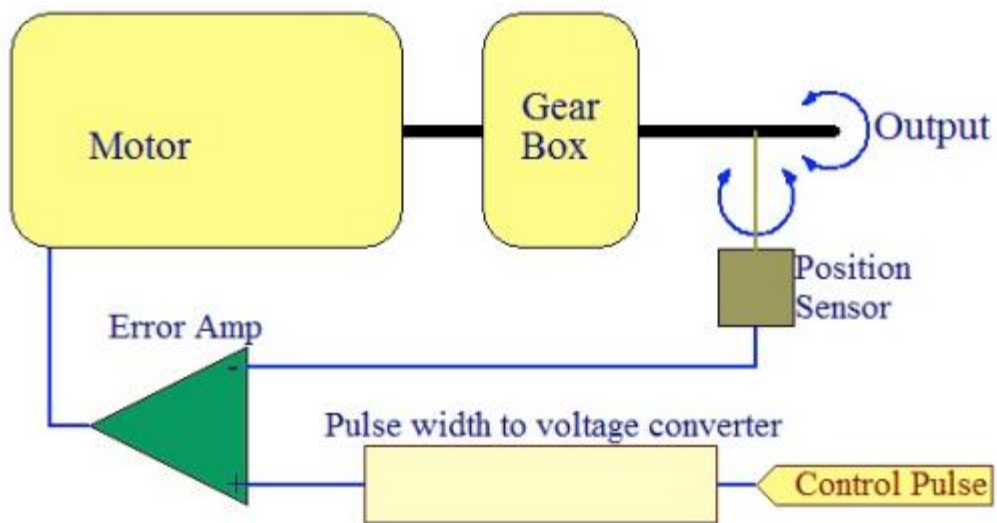 Motor
Gear
Box
Output
Position
Sensor
Error Amp
-
Pulse width to voltage converter
+
Control Pulse